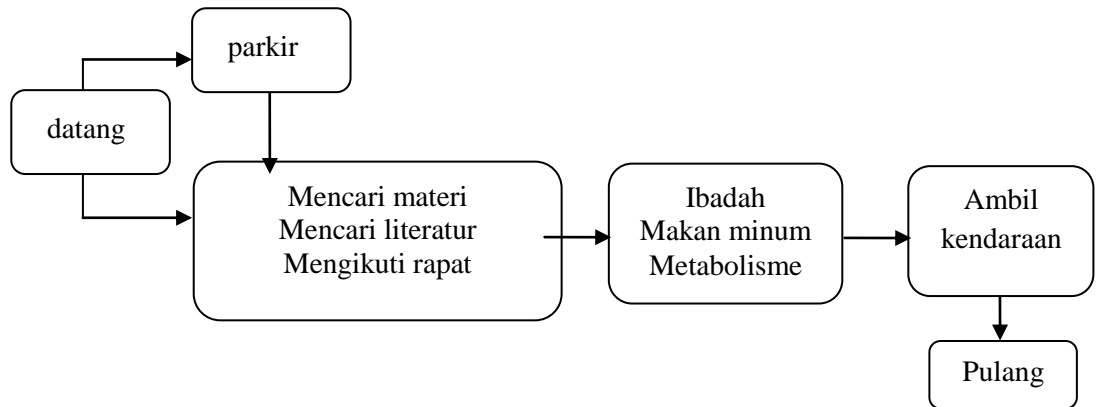 parkir
datang
Mencari materi
Mencari literatur
Mengikuti rapat
Ibadah
Makan minum
Metabolisme
Ambil
kendaraan
Pulang